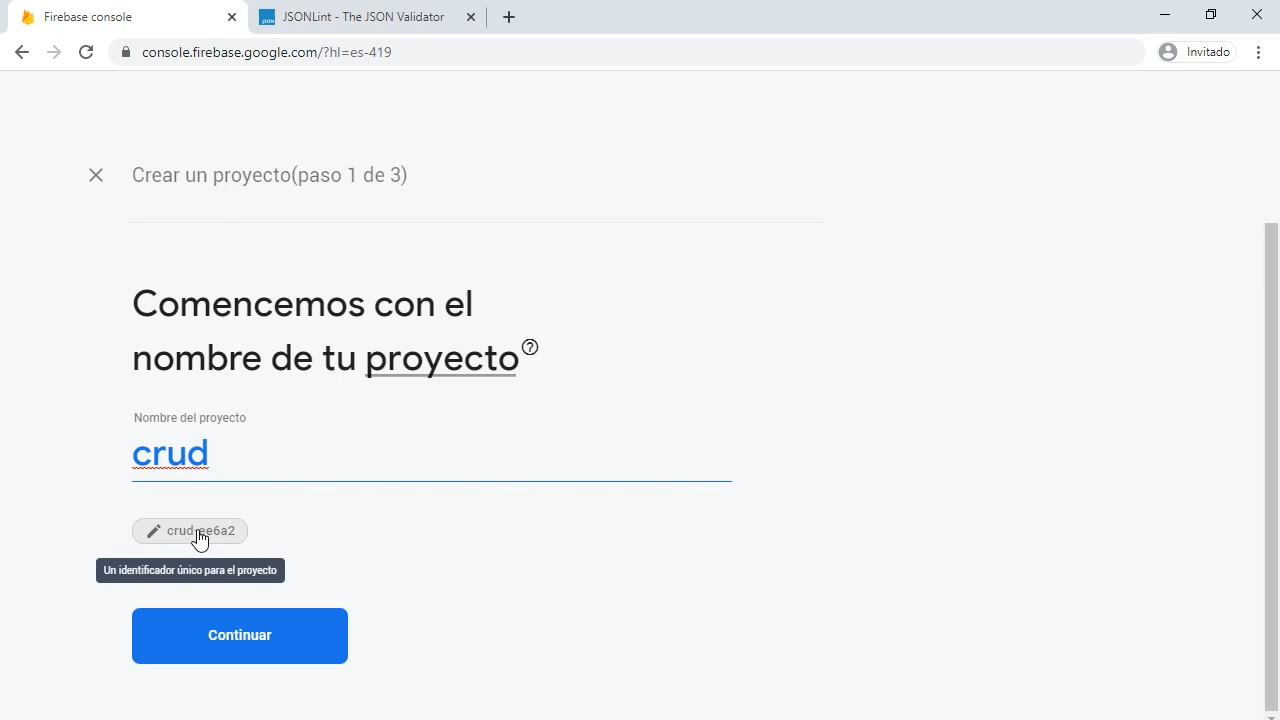 Firebase console
JSONLint - The JSON Validator
console.firebase.google.com/?hl=es-419
Invitado
Crear un proyecto(paso 1 de 3)
Comencemos con el
nombre de tu proyecto
Nombre del proyecto
crud
crud-ee6a2
Un identificador único para el proyecto
Continuar